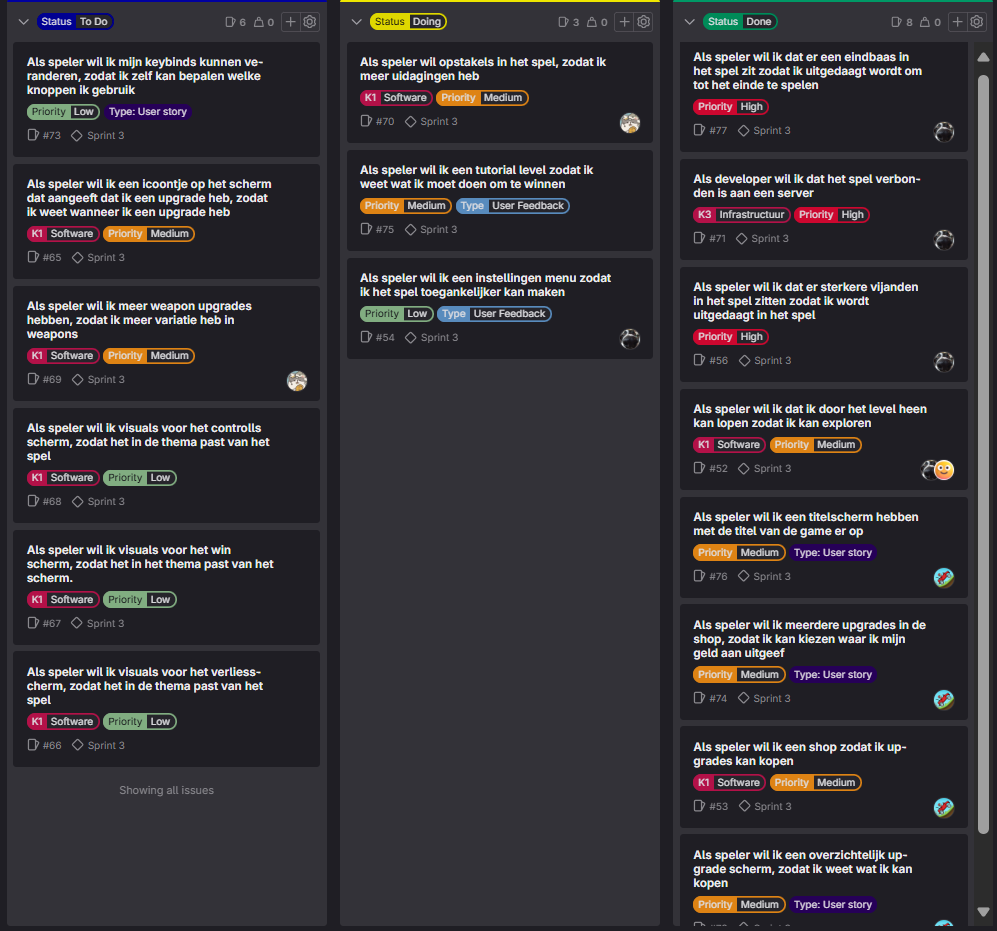 Status To Do 6 0
Als speler wil ik mijn keybinds kunnen ve-
randeren, zodat ik zelf kan bepalen welke
knoppen ik gebruik
Priority Low Type: User story
#73 Sprint 3
Als speler wil ik een icoontje op het scherm
dat aangeeft dat ik een upgrade heb, zodat
ik weet wanneer ik een upgrade heb
K1 Software Priority Medium
#65 Sprint 3
Als speler wil ik meer weapon upgrades
hebben, zodat ik meer variatie heb in
weapons
K1 Software Priority Medium
#69 Sprint 3
Als speler wil ik visuals voor het controlls
scherm, zodat het in de thema past van het
spel
K1 Software Priority Low
#68 Sprint 3
Als speler wil ik visuals voor het win
scherm, zodat het in het thema past van het
scherm.
K1 Software Priority Low
#67 Sprint 3
Als speler wil ik visuals voor het verliess-
cherm, zodat het in de thema past van het
spel
K1 Software Priority Low
#66 Sprint 3
Showing all issues
Status Doing 3 0
Als speler wil opstakels in het spel, zodat ik
meer uidagingen heb
K1 Software Priority Medium
#70 Sprint 3
Als speler wil ik een tutorial level zodat ik
weet wat ik moet doen om te winnen
Priority Medium Type User Feedback
#75 Sprint 3
Als speler wil ik een instellingen menu zodat
ik het spel toegankelijker kan maken
Priority Low Type User Feedback
#54 Sprint 3
Status Done 8 0
Als speler wil ik dat er een eindbaas in
het spel zit zodat ik uitgedaagt wordt om
tot het einde te spelen
Priority High
#77 Sprint 3
Als developer wil ik dat het spel verbon-
den is aan een server
K3 Infrastructuur Priority High
#71 Sprint 3
Als speler wil ik dat er sterkere vijanden
in het spel zitten zodat ik wordt
uitgedaagt in het spel
Priority High
#56 Sprint 3
Als speler wil ik dat ik door het level heen
kan lopen zodat ik kan exploren
K1 Software Priority Medium
#52 Sprint 3
Als speler wil ik een titelscherm hebben
met de titel van de game er op
Priority Medium Type: User story
#76 Sprint 3
Als speler wil ik meerdere upgrades in de
shop, zodat ik kan kiezen waar ik mijn
geld aan uitgeef
Priority Medium Type: User story
#74 Sprint 3
Als speler wil ik een shop zodat ik up-
grades kan kopen
K1 Software Priority Medium
#53 Sprint 3
Als speler wil ik een overzichtelijk up-
grade scherm, zodat ik weet wat ik kan
kopen
Priority Medium Type: User story